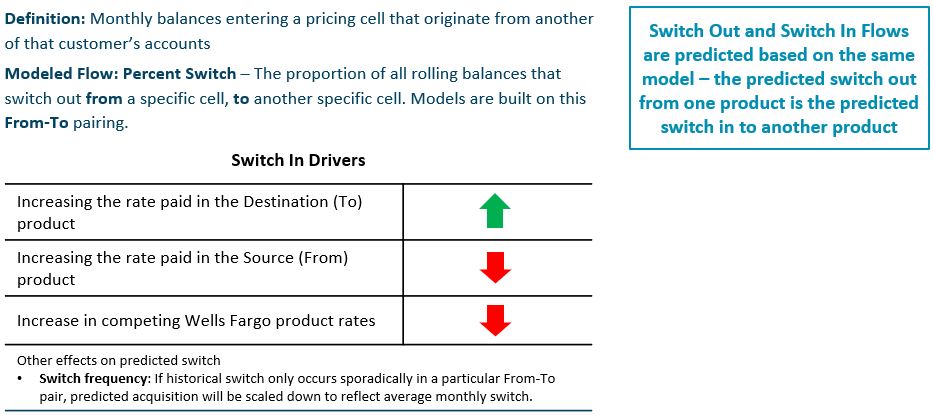 Definition: Monthly balances entering a pricing cell that originate from another
of that customer’s accounts
Modeled Flow: Percent Switch – The proportion of all rolling balances that
switch out from a specific cell, to another specific cell. Models are built on this
From-To pairing.
Switch Out and Switch In Flows
are predicted based on the same
model – the predicted switch out
from one product is the predicted
switch in to another product
Switch In Drivers
Increasing the rate paid in the Destination (To)
product
Increasing the rate paid in the Source (From)
product
Increase in competing Wells Fargo product rates
Other effects on predicted switch
• Switch frequency: If historical switch only occurs sporadically in a particular From-To
pair, predicted acquisition will be scaled down to reflect average monthly switch.